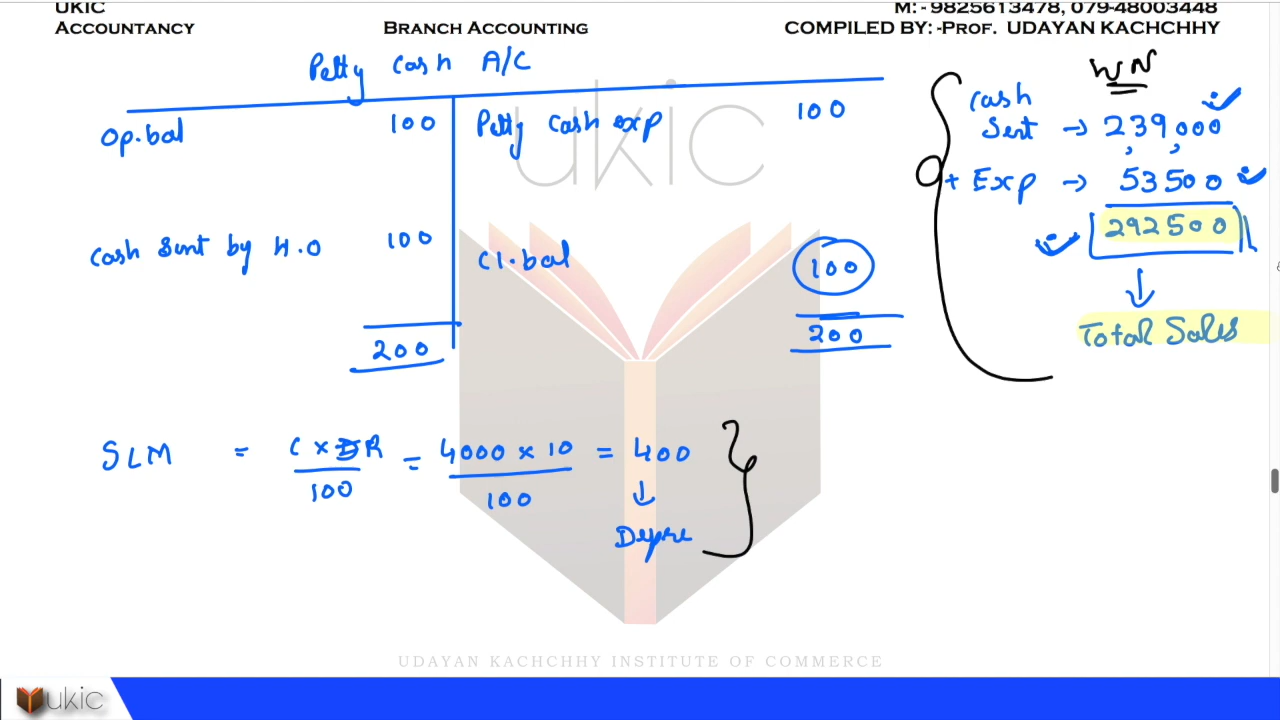 UKIC M: - 9825613478, 079-48003448
ACCOUNTANCY BRANCH ACCOUNTING COMPILED BY: -PROF. UDAYAN KACHCHHY
Petty cash A/C
Op.bal 100 Petty cash exp 100
Cash sent by H.O 100 Cl.bal 100
200 200
WN
Cash
Sent → 239,000
+ Exp → 53500
292500
↓
Total Sales
SLM = C x R = 4000 x 10 = 400
100 100 ↓
Depre
ukic
UDAYAN KACHCHHY INSTITUTE OF COMMERCE
ukic